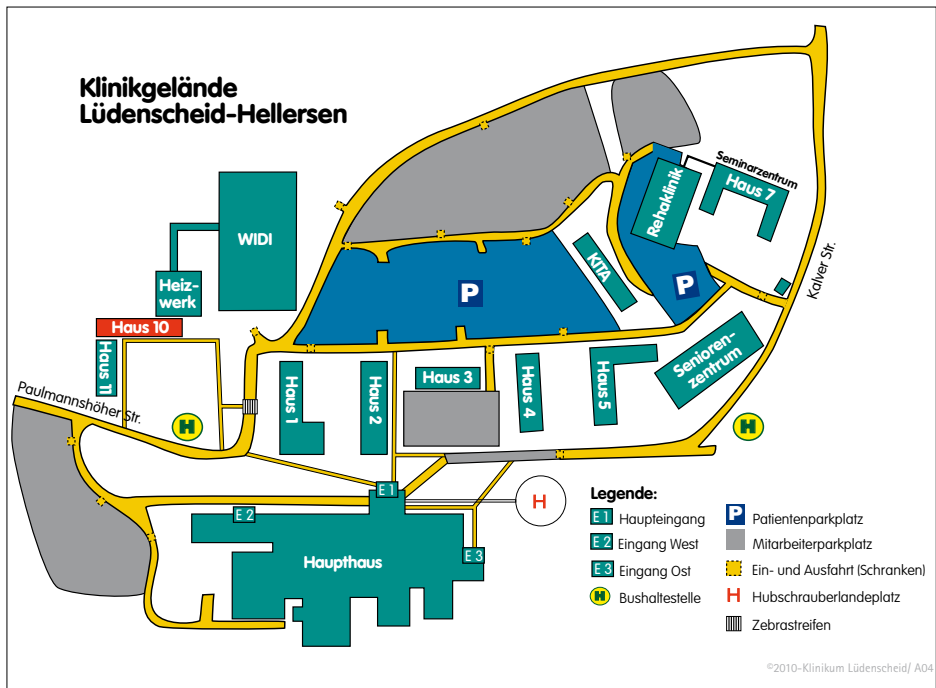 Klinikgelände
Lüdenscheid-Hellersen
WIDI
Heiz-
werk
Haus 10
Haus 11
Paulmannshöher Str.
H
Haus 1
Haus 2
Haus 3
Haus 4
Haus 5
Senioren-
zentrum
P
KITA
P
Rehaklinik
Seminarzentrum
Haus 7
Kalver Str.
H
E 1
E 2
E 3
Haupthaus
H
Legende:
E 1 Haupteingang
E 2 Eingang West
E 3 Eingang Ost
H Bushaltestelle
P Patientenparkplatz
Mitarbeiterparkplatz
Ein- und Ausfahrt (Schranken)
H Hubschrauberlandeplatz
Zebrastreifen
©2010-Klinikum Lüdenscheid/ A04